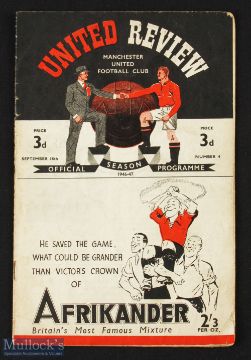 UNITED REVIEW
MANCHESTER
UNITED
FOOTBALL CLUB
PRICE
3d
SEPTEMBER
PRICE
3d
NUMBER 4
OFFICIAL
SEASON
1946-47
PROGRAMME
HE SAVED THE GAME.
WHAT COULD BE GRANDER
THAN VICTORS CROWN
OF
AFRIKANDER
Britain's Most Famous Mixture
2/3
PER OZ.
Mullock's
Specialist Auctioneers